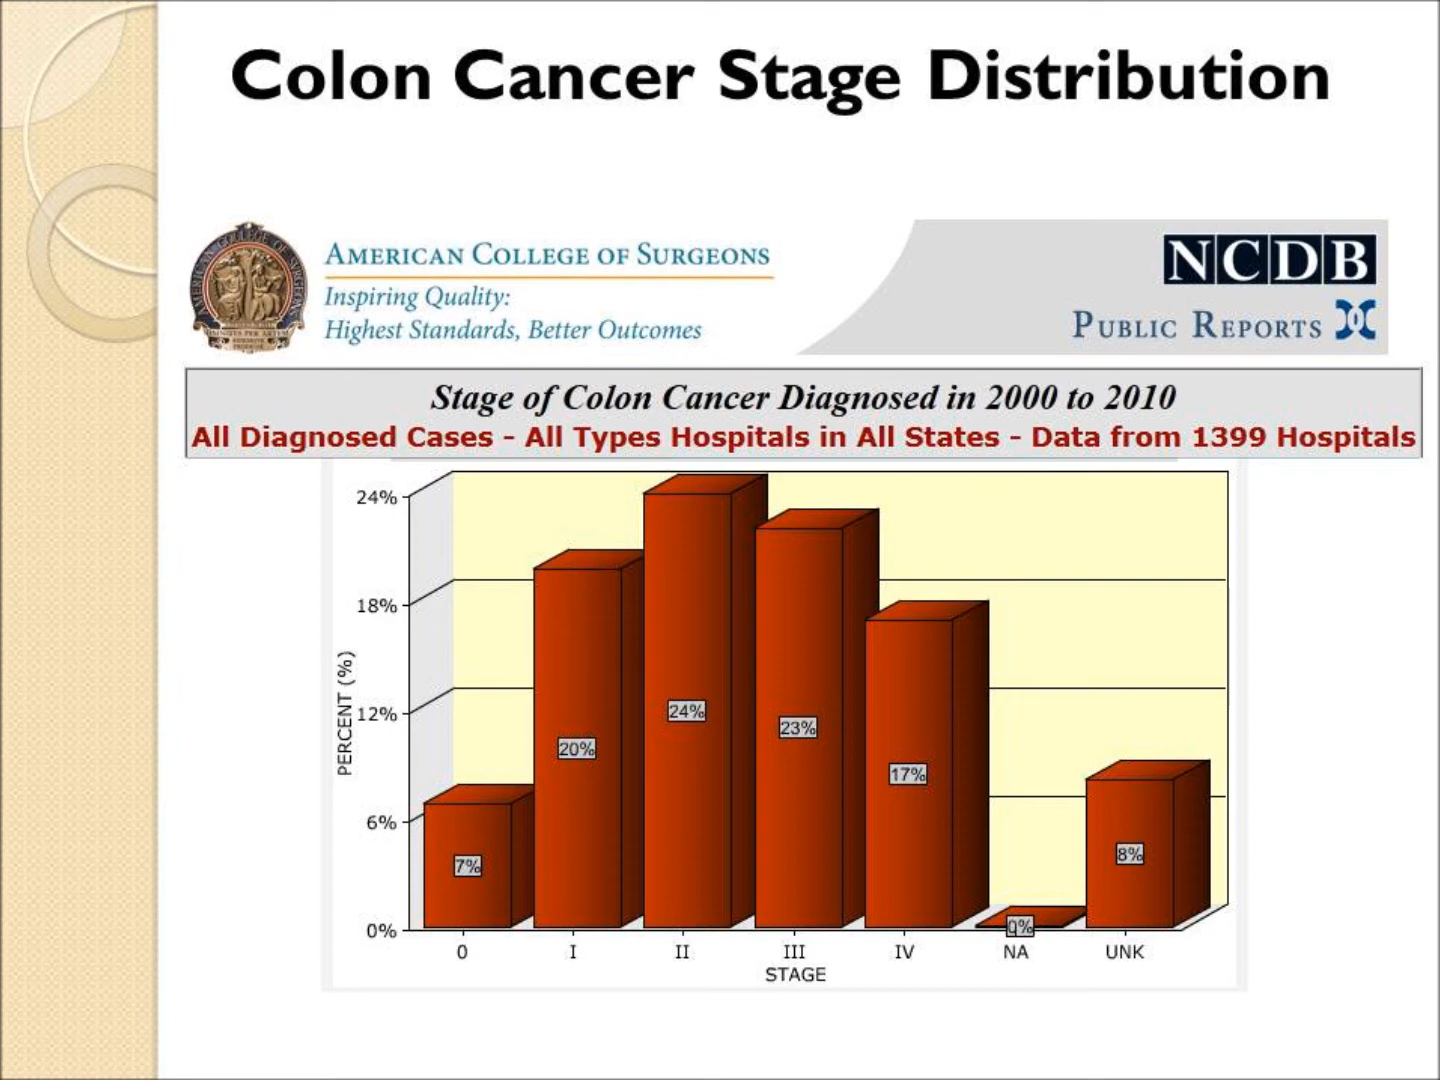 Colon Cancer Stage Distribution
AMERICAN COLLEGE OF SURGEONS
Inspiring Quality:
Highest Standards, Better Outcomes
NCDB
PUBLIC REPORTS
Stage of Colon Cancer Diagnosed in 2000 to 2010
All Diagnosed Cases - All Types Hospitals in All States - Data from 1399 Hospitals
PERCENT (%)
24%
18%
12%
6%
0%
7%
20%
24%
23%
17%
0%
8%
0 I II III IV NA UNK
STAGE